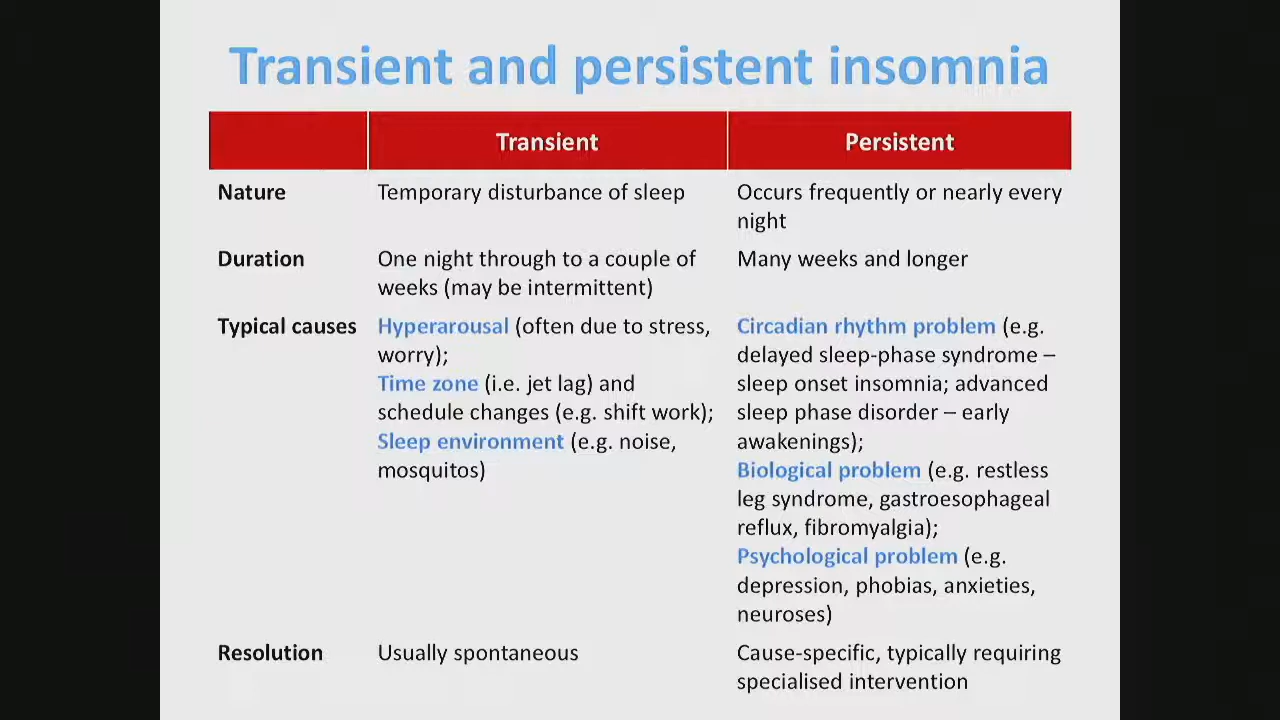 Transient and persistent insomnia
Transient Persistent
Nature Temporary disturbance of sleep Occurs frequently or nearly every
night
Duration One night through to a couple of Many weeks and longer
weeks (may be intermittent)
Typical causes Hyperarousal (often due to stress, Circadian rhythm problem (e.g.
worry); delayed sleep-phase syndrome –
Time zone (i.e. jet lag) and sleep onset insomnia; advanced
schedule changes (e.g. shift work); sleep phase disorder – early
Sleep environment (e.g. noise, awakenings);
mosquitos) Biological problem (e.g. restless
leg syndrome, gastroesophageal
reflux, fibromyalgia);
Psychological problem (e.g.
depression, phobias, anxieties,
neuroses)
Resolution Usually spontaneous Cause-specific, typically requiring
specialised intervention